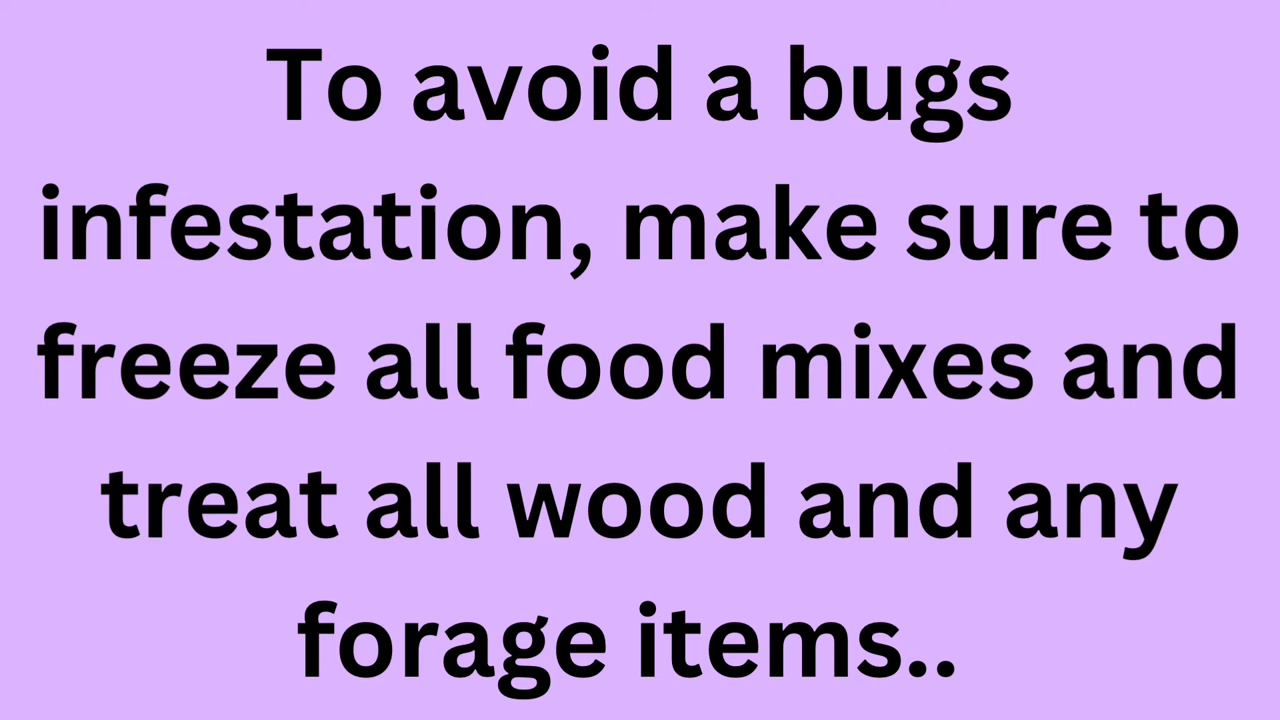 To avoid a bugs
infestation, make sure to
freeze all food mixes and
treat all wood and any
forage items..